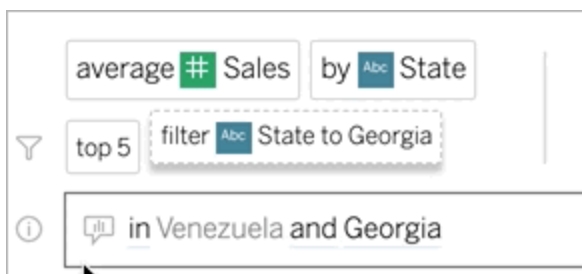 average # Sales by Abc State
top 5 filter Abc State to Georgia
in Venezuela and Georgia